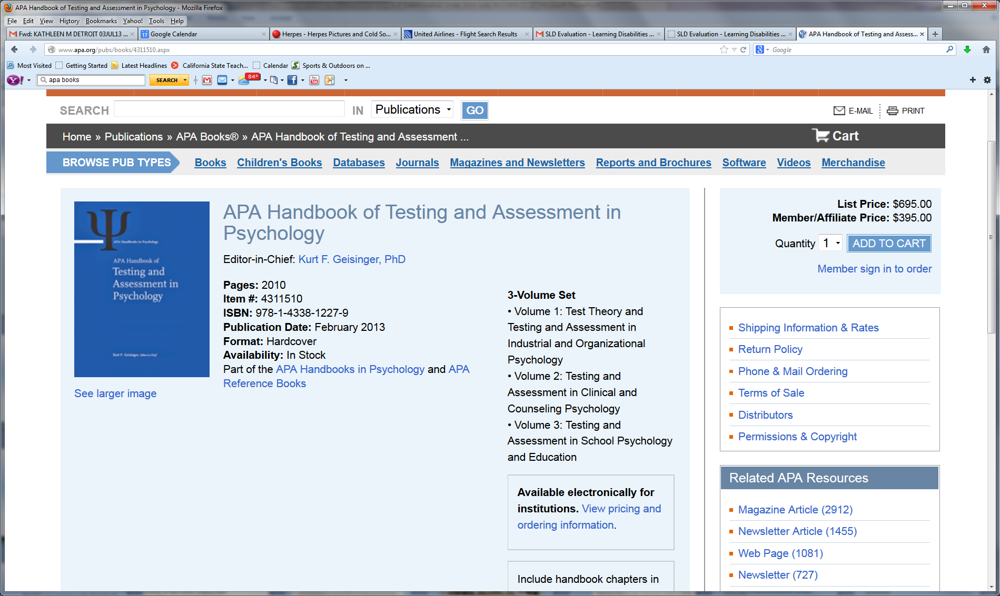 APA Handbook of Testing and Assessment in Psychology - Mozilla Firefox
File Edit View History Bookmarks Yahoo! Tools Help
Fwd: KATHLEEN M DETROIT 03JUL13 ... Google Calendar Herpes - Herpes Pictures and Cold So... United Airlines - Flight Search Results SLD Evaluation - Learning Disabilities ... SLD Evaluation - Learning Disabilities ... APA Handbook of Testing and Assess...
www.apa.org/pubs/books/4311510.aspx Google
Most Visited Getting Started Latest Headlines California State Teach... Calendar Sports & Outdoors on ...
Y! apa books SEARCH 84°
SEARCH IN Publications GO E-MAIL PRINT
Home » Publications » APA Books® » APA Handbook of Testing and Assessment ... Cart
BROWSE PUB TYPES Books Children's Books Databases Journals Magazines and Newsletters Reports and Brochures Software Videos Merchandise
APA Handbooks in Psychology
APA Handbook of
Testing and
Assessment in
Psychology
Kurt F. Geisinger, Editor-in-Chief
See larger image
APA Handbook of Testing and Assessment in
Psychology
Editor-in-Chief: Kurt F. Geisinger, PhD
Pages: 2010
Item #: 4311510
ISBN: 978-1-4338-1227-9
Publication Date: February 2013
Format: Hardcover
Availability: In Stock
Part of the APA Handbooks in Psychology and APA
Reference Books
3-Volume Set
• Volume 1: Test Theory and
Testing and Assessment in
Industrial and Organizational
Psychology
• Volume 2: Testing and
Assessment in Clinical and
Counseling Psychology
• Volume 3: Testing and
Assessment in School Psychology
and Education
Available electronically for
institutions. View pricing and
ordering information.
Include handbook chapters in
List Price: $695.00
Member/Affiliate Price: $395.00
Quantity 1 ADD TO CART
Member sign in to order
Shipping Information & Rates
Return Policy
Phone & Mail Ordering
Terms of Sale
Distributors
Permissions & Copyright
Related APA Resources
Magazine Article (2912)
Newsletter Article (1455)
Web Page (1081)
Newsletter (727)